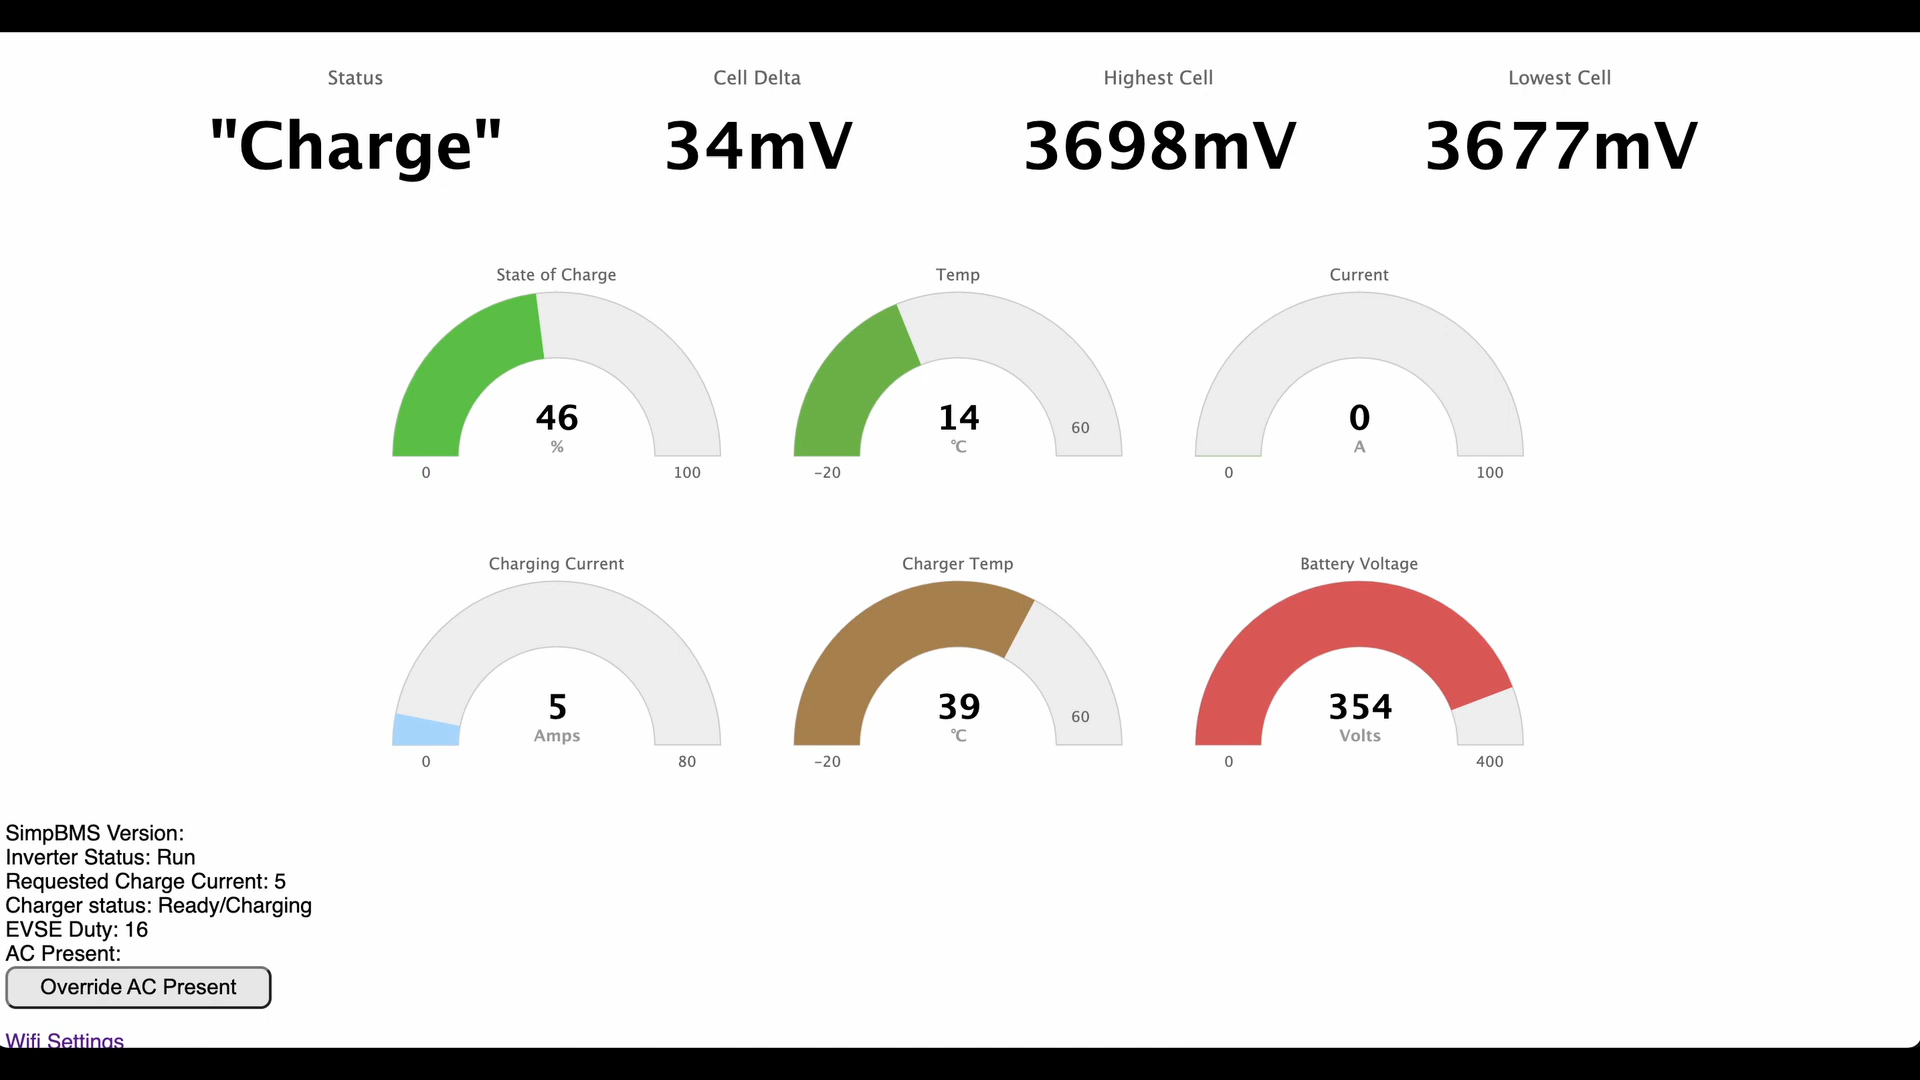 Status
Cell Delta
Highest Cell
Lowest Cell
"Charge"
34mV
3698mV
3677mV
State of Charge
46
%
0
100
Temp
14
°C
-20
60
Current
0
A
0
100
Charging Current
5
Amps
0
80
Charger Temp
39
°C
-20
60
Battery Voltage
354
Volts
0
400
SimpBMS Version:
Inverter Status: Run
Requested Charge Current: 5
Charger status: Ready/Charging
EVSE Duty: 16
AC Present:
Override AC Present
Wifi Settings